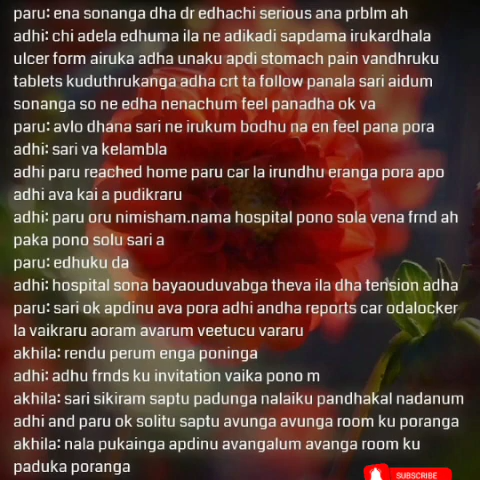 paru: ena sonanga dha dr edhachi serious ana prblm ah
adhi: chi adela edhuma ila ne adikadi sapdama irukardhala
ulcer form airuka adha unaku apdi stomach pain vandhruku
tablets kuduthrukanga adha crt ta follow panala sari aidum
sonanga so ne edha nenachum feel panadha ok va
paru: avlo dhana sari ne irukum bodhu na en feel pana pora
adhi: sari va kelambla
adhi paru reached home paru car la irundhu eranga pora apo
adhi ava kai a pudikraru
adhi: paru oru nimisham.nama hospital pono sola vena frnd ah
paka pono solu sari a
paru: edhuku da
adhi: hospital sona bayaouduvabga theva ila dha tension adha
paru: sari ok apdinu ava pora adhi andha reports car odalocker
la vaikraru aoram avarum veetucu vararu
akhila: rendu perum enga poninga
adhi: adhu frnds ku invitation vaika pono m
akhila: sari sikiram saptu padunga nalaiku pandhakal nadanum
adhi and paru ok solitu saptu avunga avunga room ku poranga
akhila: nala pukainga apdinu avangalum avanga room ku
paduka poranga
SUBSCRIBE